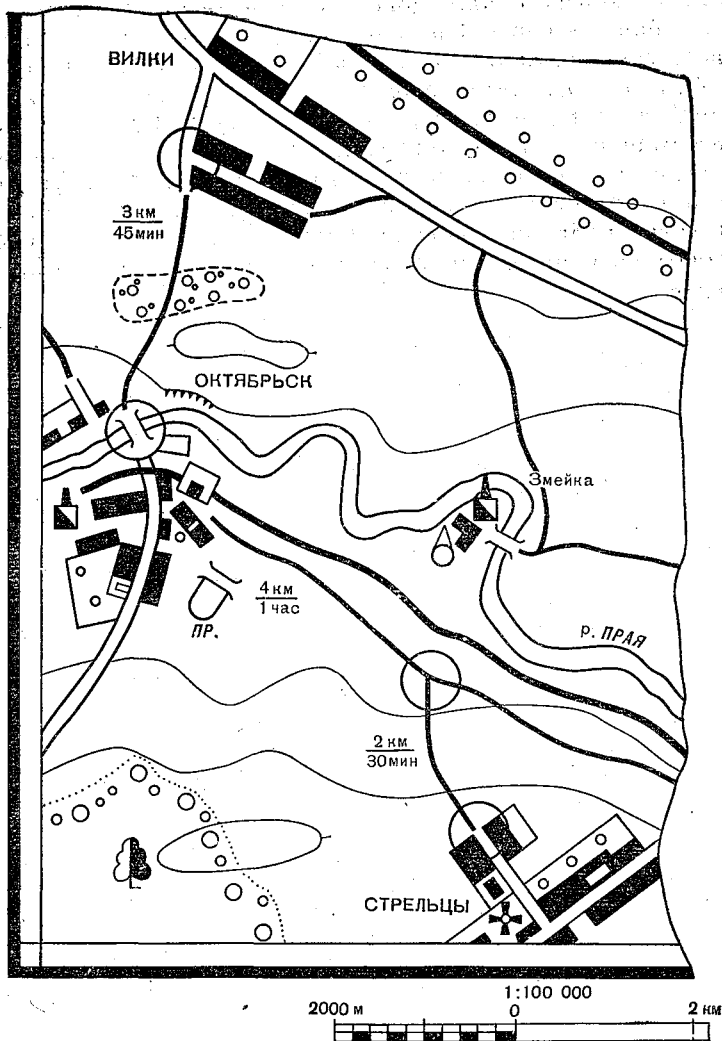 ВИЛКИ
3 км
45 мин
ОКТЯБРЬСК
Змейка
4 км
1 час
ПР.
р. ПРАЯ
2 км
30 мин
СТРЕЛЬЦЫ
1:100 000
2000 м 0 2 км